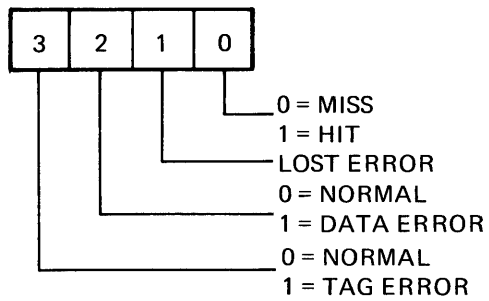 3 2 1 0
0 = MISS
1 = HIT
LOST ERROR
0 = NORMAL
1 = DATA ERROR
0 = NORMAL
1 = TAG ERROR